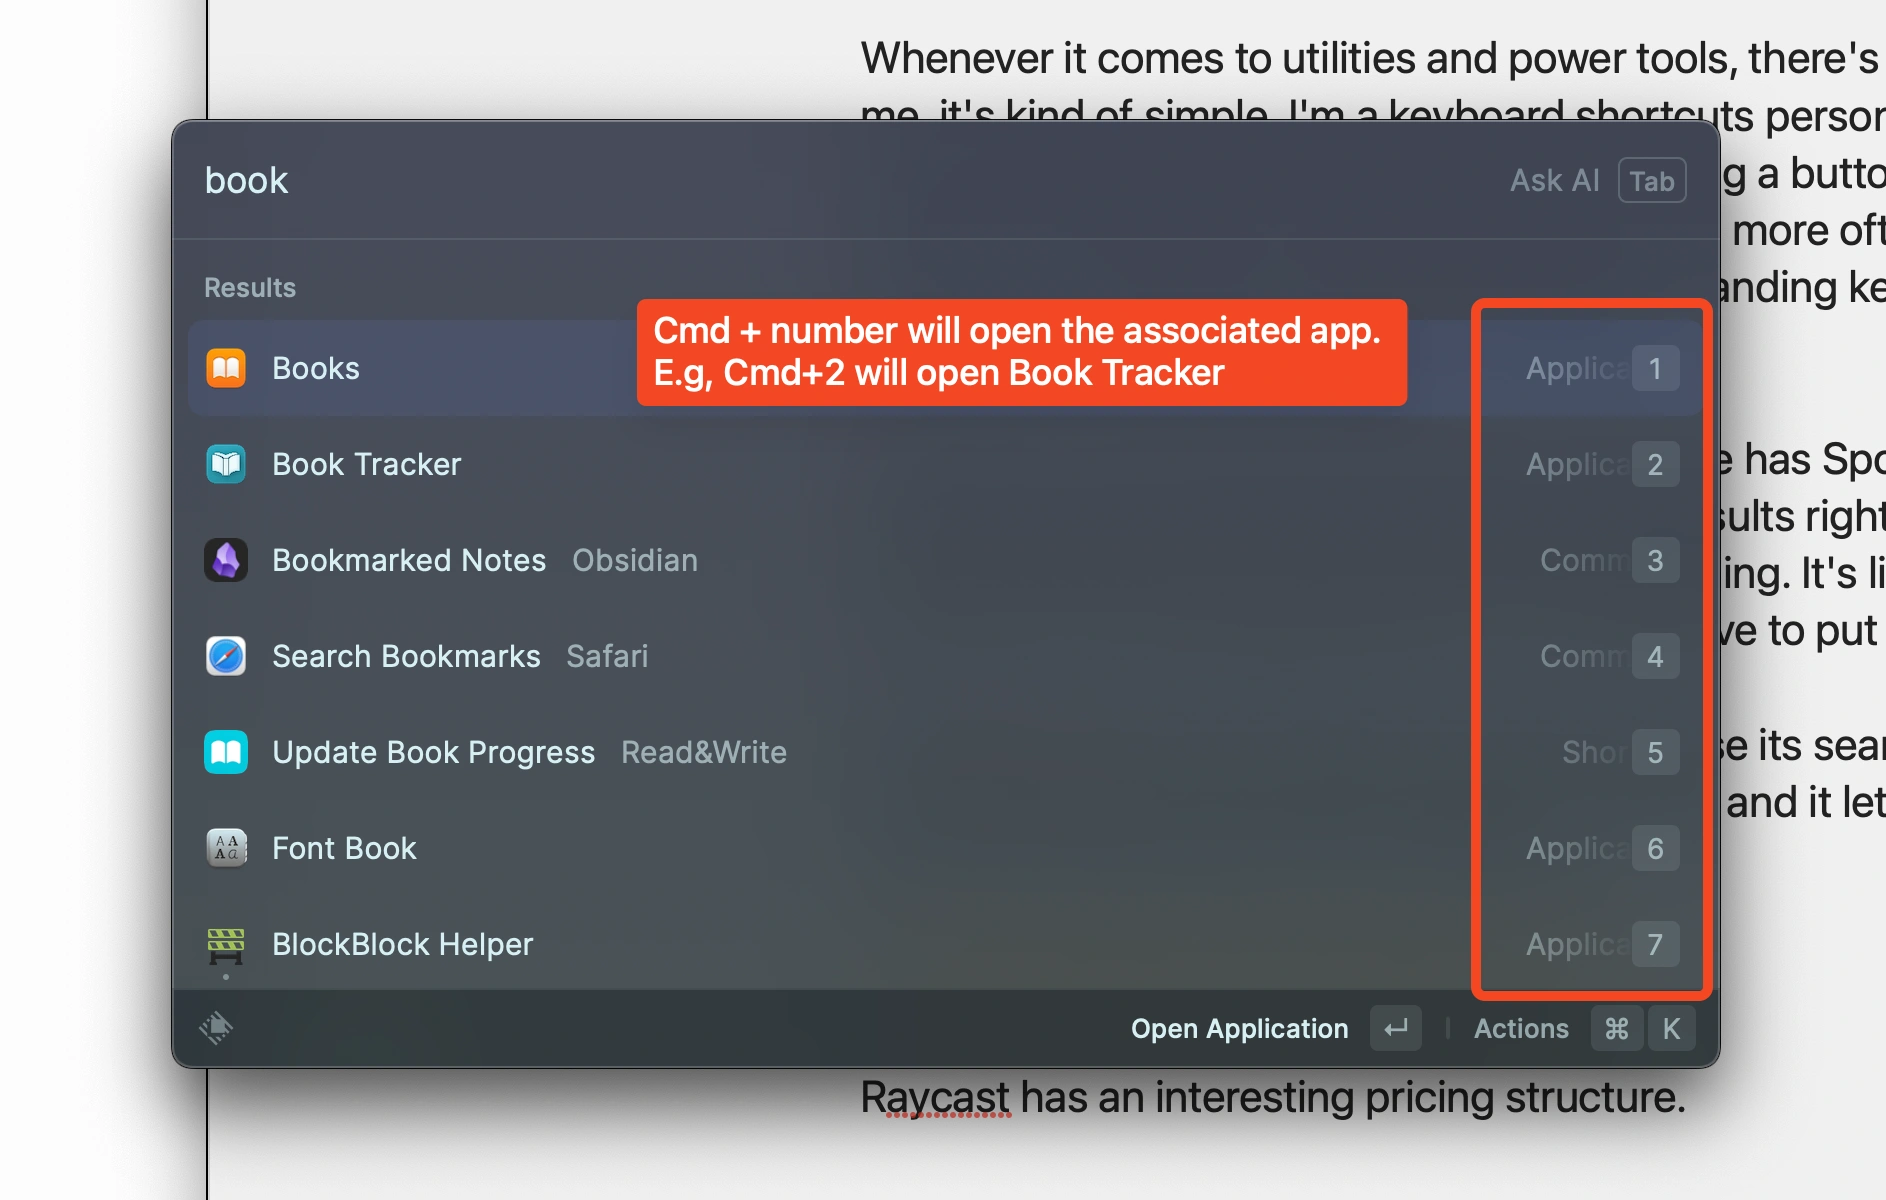 Whenever it comes to utilities and power tools, there's
me, it's kind of simple. I'm a keyboard shortcuts person
book
Ask AI Tab
g a butto
more oft
Results
anding ke
Cmd + number will open the associated app.
E.g, Cmd+2 will open Book Tracker
Books Applica 1
Book Tracker Applica 2
e has Spo
sults right
Bookmarked Notes Obsidian Comm 3
ing. It's li
ve to put
Search Bookmarks Safari Comm 4
Update Book Progress Read&Write Shor 5
se its sear
and it let
Font Book Applica 6
BlockBlock Helper Applica 7
Open Application ↵ Actions ⌘ K
Raycast has an interesting pricing structure.